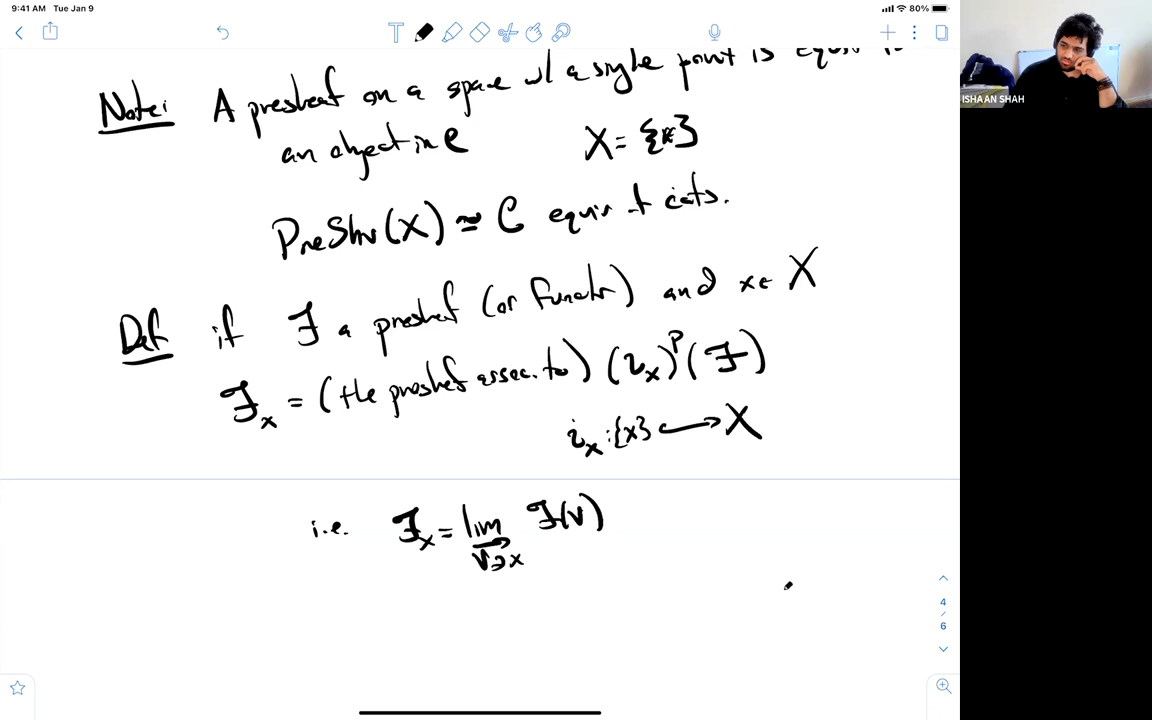 9:41 AM Tue Jan 9
80%
Note: A presheaf on a space w/ a single point is equiv to
an object in C X = {*}
PreShv(X) ≃ C equiv of cats.
Def if F a presheaf (or functor) and x ∈ X
F_x = (the presheaf assoc. to) (i_x)^p(F)
i_x : {x} ↪ X
i.e. F_x = lim F(V)
→
V∋x
ISHAAN SHAH
4
/
6